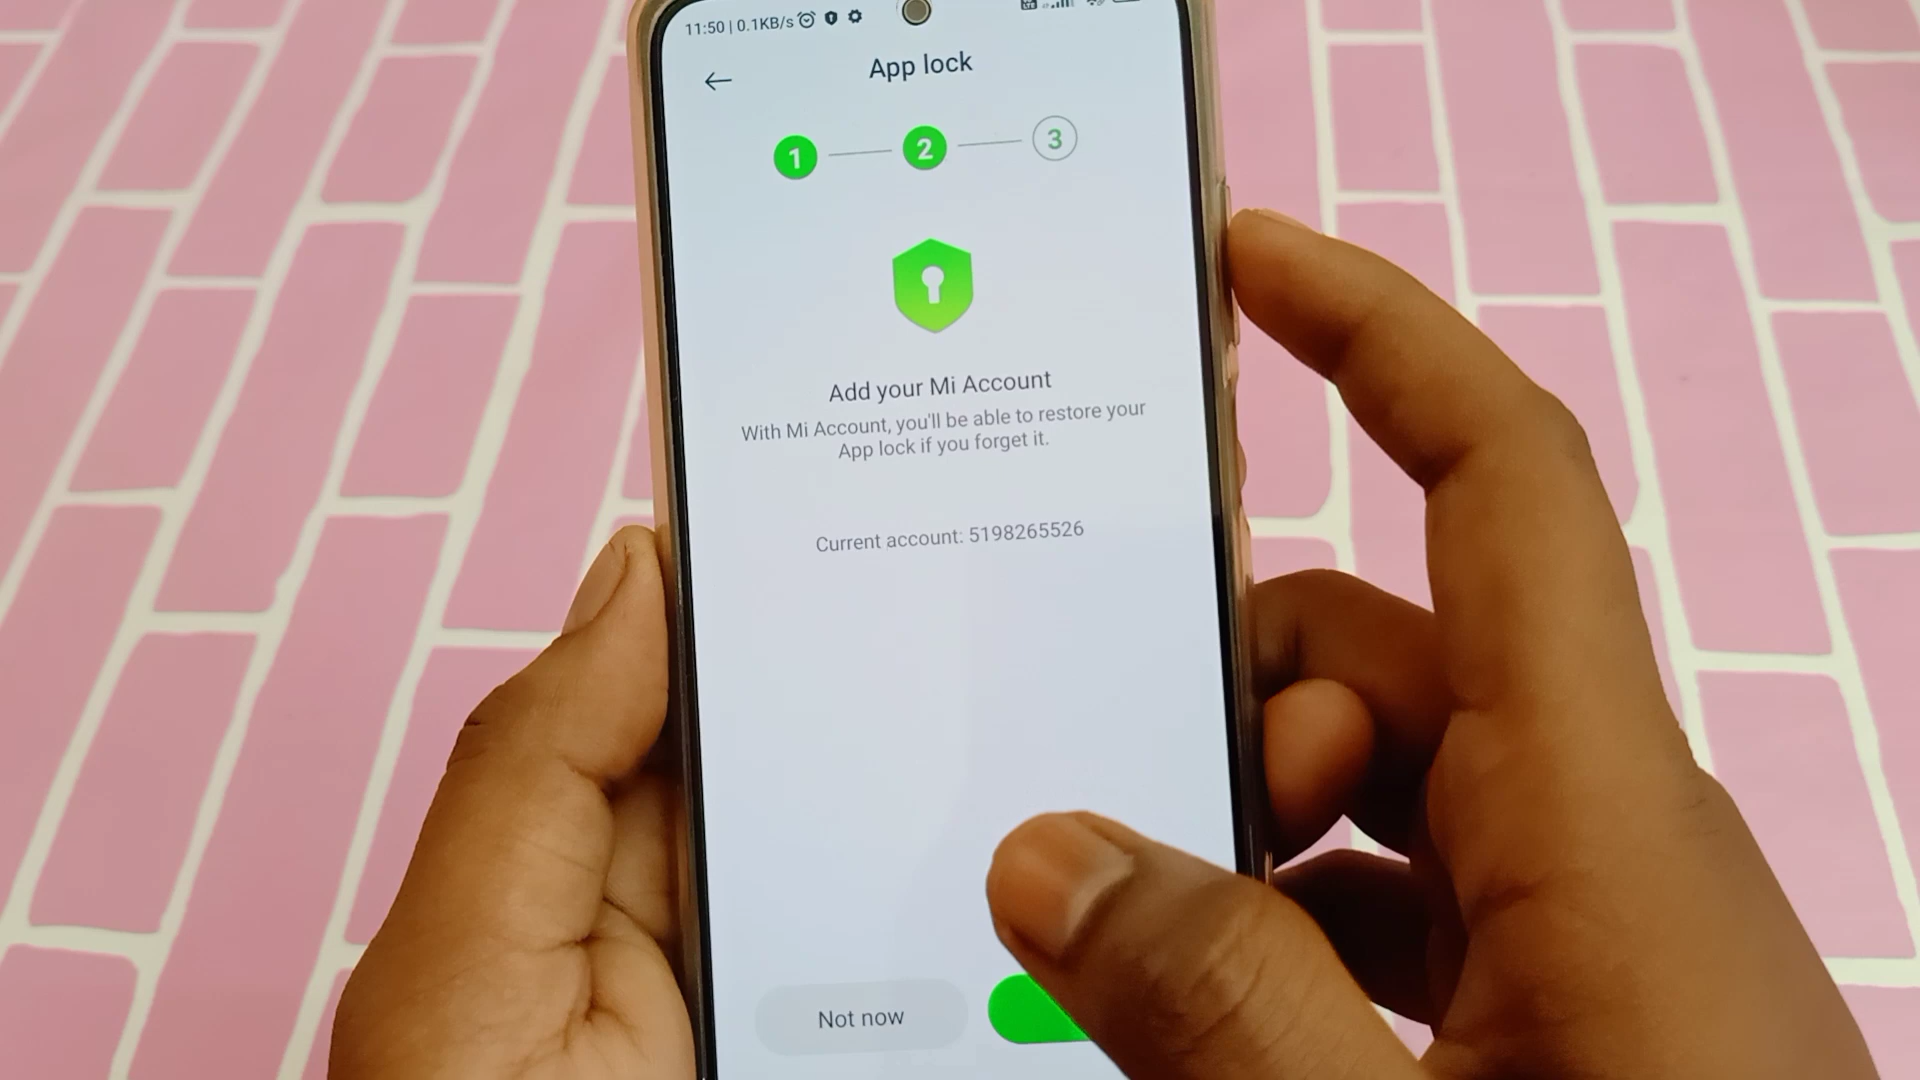 11:50 | 0.1KB/s
App lock
1
2
3
Add your Mi Account
With Mi Account, you'll be able to restore your
App lock if you forget it.
Current account: 5198265526
Not now